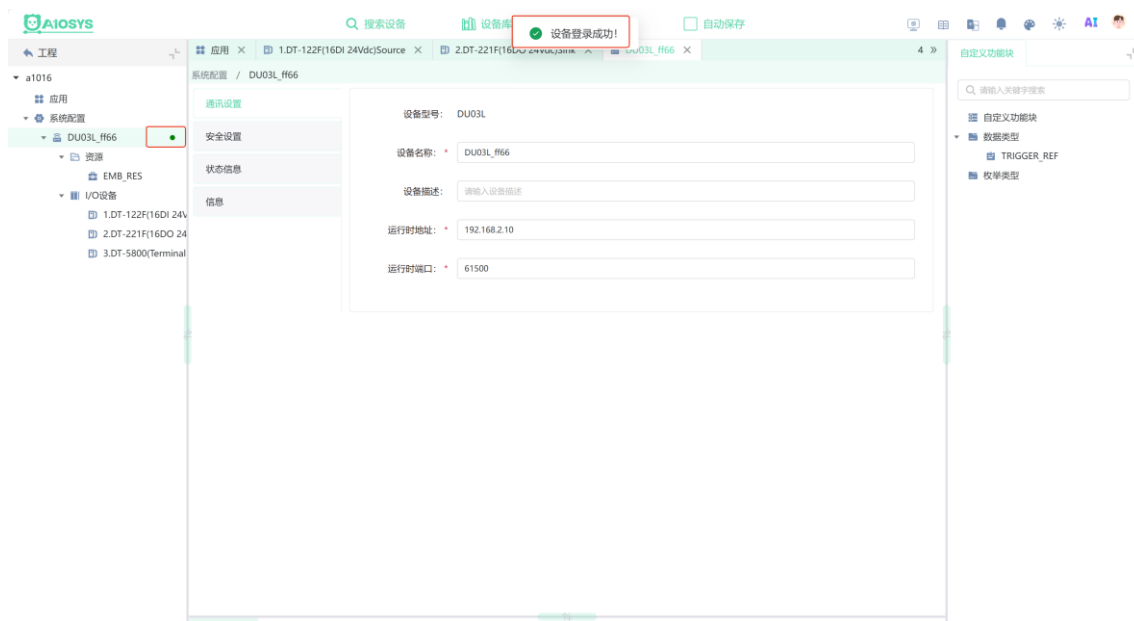 AIOSYS
搜索设备
设备库
设备登录成功!
自动保存
AI
工程
应用
1.DT-122F(16DI 24Vdc)Source
2.DT-221F(16DO 24Vdc)Sink
DU03L_ff66
4
自定义功能块
a1016
应用
系统配置
DU03L_ff66
资源
EMB_RES
I/O设备
1.DT-122F(16DI 24V
2.DT-221F(16DO 24
3.DT-5800(Terminal
系统配置 / DU03L_ff66
通讯设置
安全设置
状态信息
信息
设备型号: DU03L
设备名称: * DU03L_ff66
设备描述: 请输入设备描述
运行时地址: * 192.168.2.10
运行时端口: * 61500
请输入关键字搜索
自定义功能块
数据类型
TRIGGER_REF
枚举类型